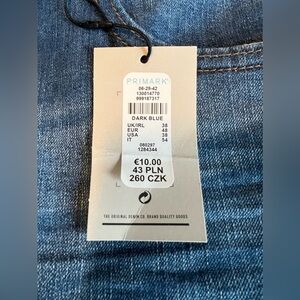 PRIMARK®
06-29-42
130014770
999187317
DARK BLUE
UK/IRL 38
EUR 48
USA 38
IT 54
080297
1284344
€10.00
43 PLN
260 CZK
THE ORIGINAL DENIM CO. BRAND QUALITY GOODS